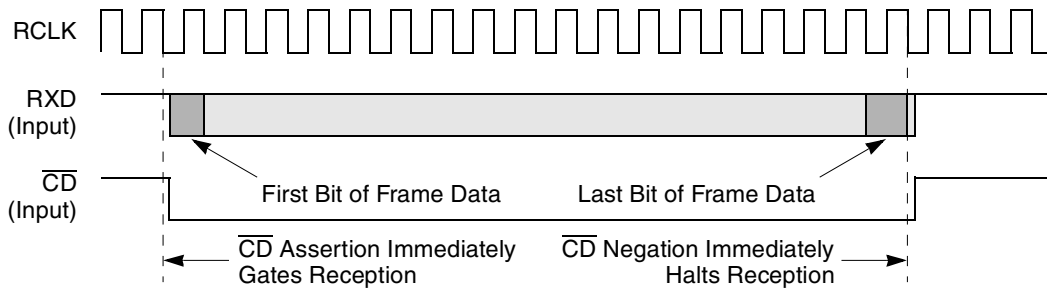 RCLK
RXD
(Input)
CD
(Input)
First Bit of Frame Data
Last Bit of Frame Data
CD Assertion Immediately
Gates Reception
CD Negation Immediately
Halts Reception